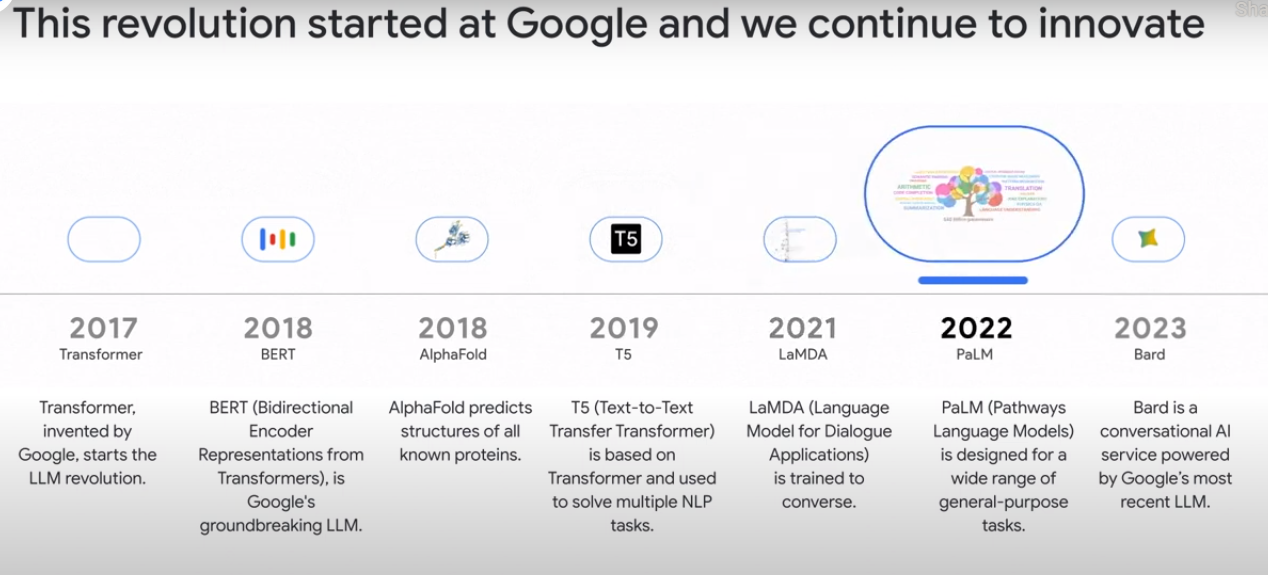 This revolution started at Google and we continue to innovate
Sha
ARITHMETIC
TRANSLATION
CODE COMPLETION
SUMMARIZATION
LANGUAGE UNDERSTANDING
T5
2017
Transformer
2018
BERT
2018
AlphaFold
2019
T5
2021
LaMDA
2022
PaLM
2023
Bard
Transformer,
invented by
Google, starts the
LLM revolution.
BERT (Bidirectional
Encoder
Representations from
Transformers), is
Google's
groundbreaking LLM.
AlphaFold predicts
structures of all
known proteins.
T5 (Text-to-Text
Transfer Transformer)
is based on
Transformer and used
to solve multiple NLP
tasks.
LaMDA (Language
Model for Dialogue
Applications)
is trained to
converse.
PaLM (Pathways
Language Models)
is designed for a
wide range of
general-purpose
tasks.
Bard is a
conversational AI
service powered
by Google's most
recent LLM.